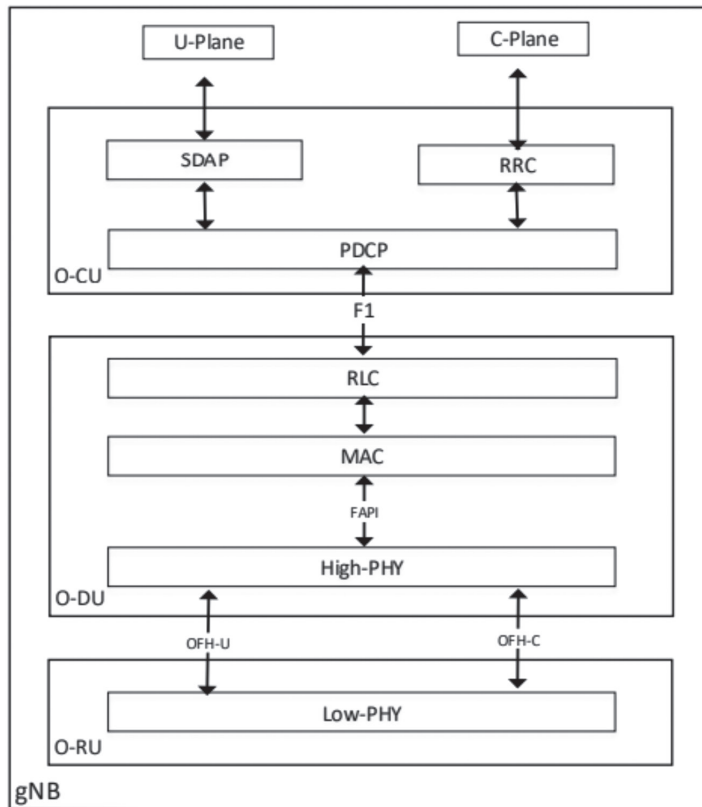 U-Plane
C-Plane
SDAP
RRC
PDCP
O-CU
F1
RLC
MAC
FAPI
High-PHY
O-DU
OFH-U
OFH-C
Low-PHY
O-RU
gNB